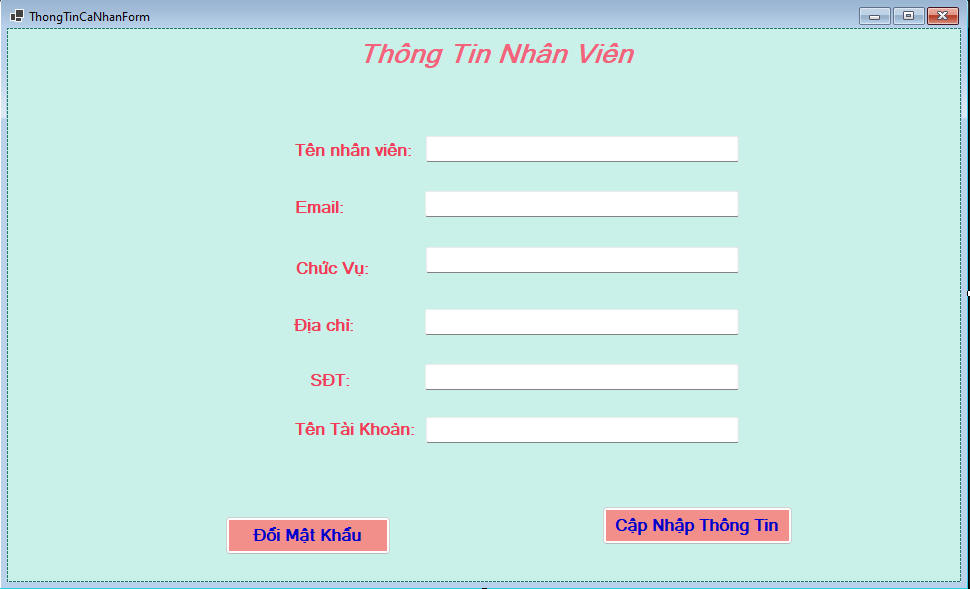 ThongTinCaNhanForm
Thông Tin Nhân Viên
Tên nhân viên:
Email:
Chức Vụ:
Địa chỉ:
SĐT:
Tên Tài Khoản:
Đổi Mật Khẩu
Cập Nhập Thông Tin